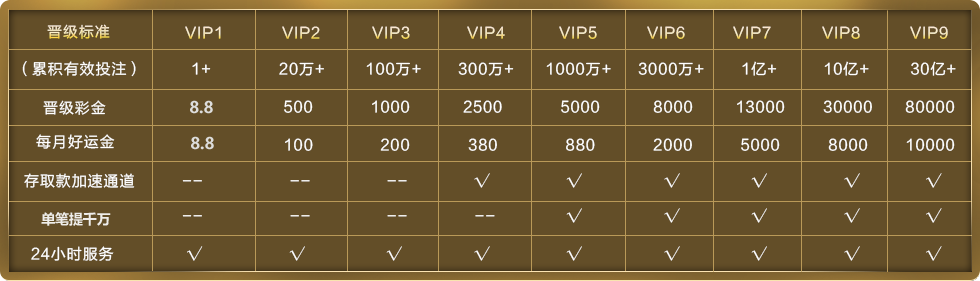 晋级标准 VIP1 VIP2 VIP3 VIP4 VIP5 VIP6 VIP7 VIP8 VIP9
（累积有效投注） 1+ 20万+ 100万+ 300万+ 1000万+ 3000万+ 1亿+ 10亿+ 30亿+
晋级彩金 8.8 500 1000 2500 5000 8000 13000 30000 80000
每月好运金 8.8 100 200 380 880 2000 5000 8000 10000
存取款加速通道 -- -- -- √ √ √ √ √ √
单笔提千万 -- -- -- -- √ √ √ √ √
24小时服务 √ √ √ √ √ √ √ √ √